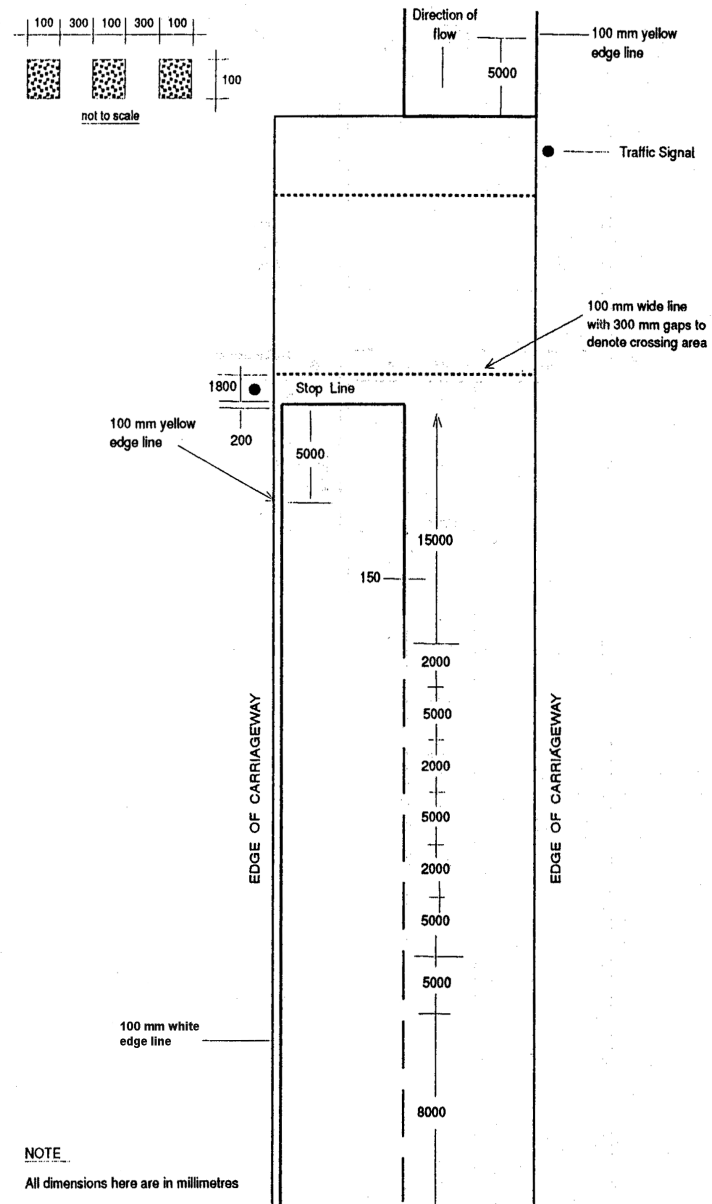 100 300 100 300 100
100
not to scale
Direction of
flow
5000
100 mm yellow
edge line
Traffic Signal
100 mm wide line
with 300 mm gaps to
denote crossing area
1800
Stop Line
200
100 mm yellow
edge line
5000
15000
150
2000
5000
2000
5000
2000
5000
5000
8000
EDGE OF CARRIAGEWAY
EDGE OF CARRIAGEWAY
100 mm white
edge line
NOTE
All dimensions here are in millimetres